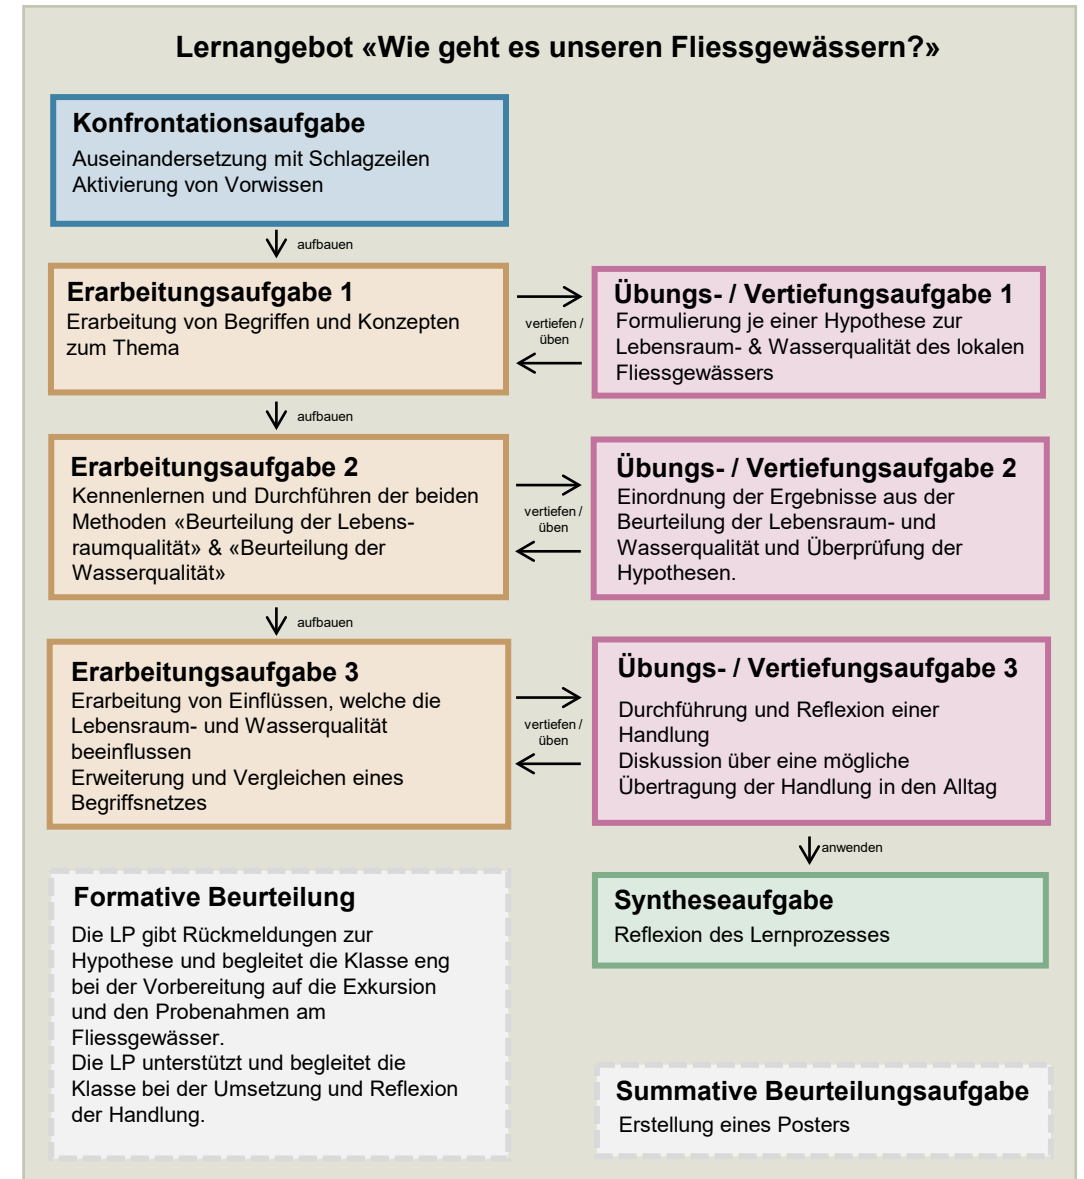 Lernangebot «Wie geht es unseren Fliessgewässern?»
Konfrontationsaufgabe
Auseinandersetzung mit Schlagzeilen
Aktivierung von Vorwissen
aufbauen
Erarbeitungsaufgabe 1
Erarbeitung von Begriffen und Konzepten
zum Thema
vertiefen /
üben
Übungs- / Vertiefungsaufgabe 1
Formulierung je einer Hypothese zur
Lebensraum- & Wasserqualität des lokalen
Fliessgewässers
aufbauen
Erarbeitungsaufgabe 2
Kennenlernen und Durchführen der beiden
Methoden «Beurteilung der Lebens-
raumqualität» & «Beurteilung der
Wasserqualität»
vertiefen /
üben
Übungs- / Vertiefungsaufgabe 2
Einordnung der Ergebnisse aus der
Beurteilung der Lebensraum- und
Wasserqualität und Überprüfung der
Hypothesen.
aufbauen
Erarbeitungsaufgabe 3
Erarbeitung von Einflüssen, welche die
Lebensraum- und Wasserqualität
beeinflussen
Erweiterung und Vergleichen eines
Begriffsnetzes
vertiefen /
üben
Übungs- / Vertiefungsaufgabe 3
Durchführung und Reflexion einer
Handlung
Diskussion über eine mögliche
Übertragung der Handlung in den Alltag
anwenden
Formative Beurteilung
Die LP gibt Rückmeldungen zur
Hypothese und begleitet die Klasse eng
bei der Vorbereitung auf die Exkursion
und den Probenahmen am
Fliessgewässer.
Die LP unterstützt und begleitet die
Klasse bei der Umsetzung und Reflexion
der Handlung.
Syntheseaufgabe
Reflexion des Lernprozesses
Summative Beurteilungsaufgabe
Erstellung eines Posters